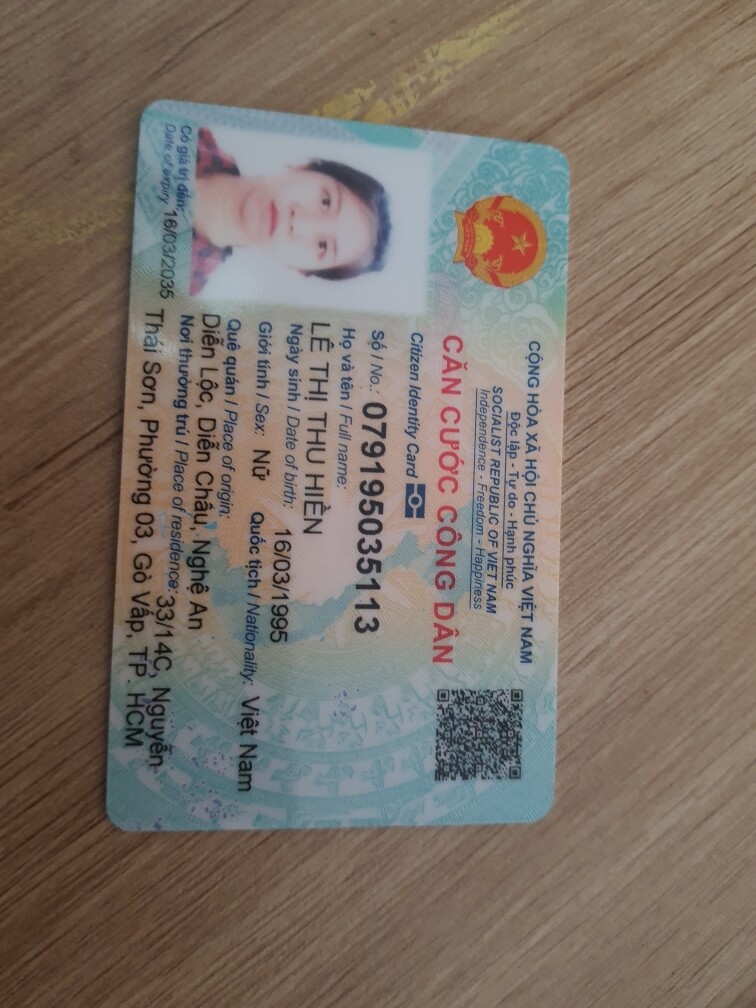 CỘNG HÒA XÃ HỘI CHỦ NGHĨA VIỆT NAM
Độc lập - Tự do - Hạnh phúc
SOCIALIST REPUBLIC OF VIET NAM
Independence - Freedom - Happiness
CĂN CƯỚC CÔNG DÂN
Citizen Identity Card
Số / No.: 079195035113
Họ và tên / Full name:
LÊ THỊ THU HIỀN
Ngày sinh / Date of birth: 16/03/1995
Giới tính / Sex: Nữ Quốc tịch / Nationality: Việt Nam
Quê quán / Place of origin:
Diễn Lộc, Diễn Châu, Nghệ An
Nơi thường trú / Place of residence: 33/14C, Nguyễn
Thái Sơn, Phường 03, Gò Vấp, TP. HCM
Có giá trị đến: 16/03/2035
Date of expiry